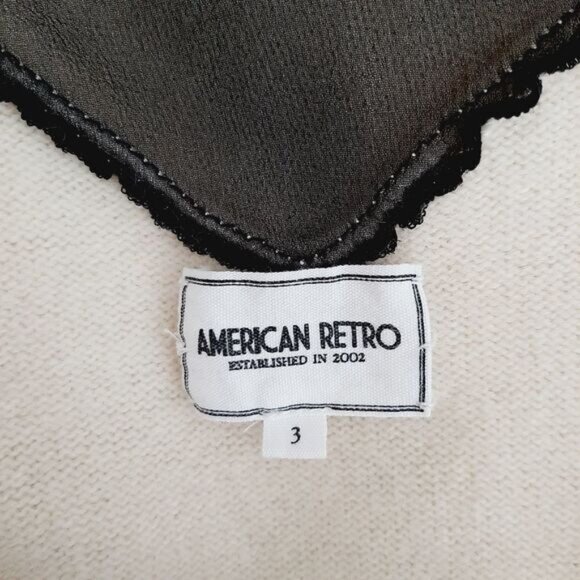 AMERICAN RETRO
ESTABLISHED IN 2002
3